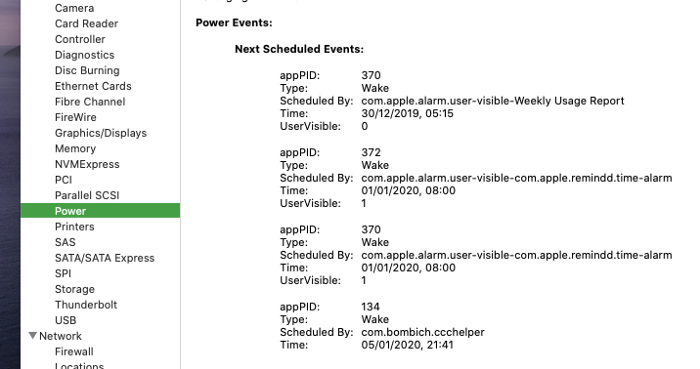 Camera
Card Reader
Controller
Diagnostics
Disc Burning
Ethernet Cards
Fibre Channel
FireWire
Graphics/Displays
Memory
NVMExpress
PCI
Parallel SCSI
Power
Printers
SAS
SATA/SATA Express
SPI
Storage
Thunderbolt
USB
Network
Firewall
Power Events:
Next Scheduled Events:
appPID: 370
Type: Wake
Scheduled By: com.apple.alarm.user-visible-Weekly Usage Report
Time: 30/12/2019, 05:15
UserVisible: 0
appPID: 372
Type: Wake
Scheduled By: com.apple.alarm.user-visible-com.apple.remindd.time-alarm
Time: 01/01/2020, 08:00
UserVisible: 1
appPID: 370
Type: Wake
Scheduled By: com.apple.alarm.user-visible-com.apple.remindd.time-alarm
Time: 01/01/2020, 08:00
UserVisible: 1
appPID: 134
Type: Wake
Scheduled By: com.bombich.ccchelper
Time: 05/01/2020, 21:41